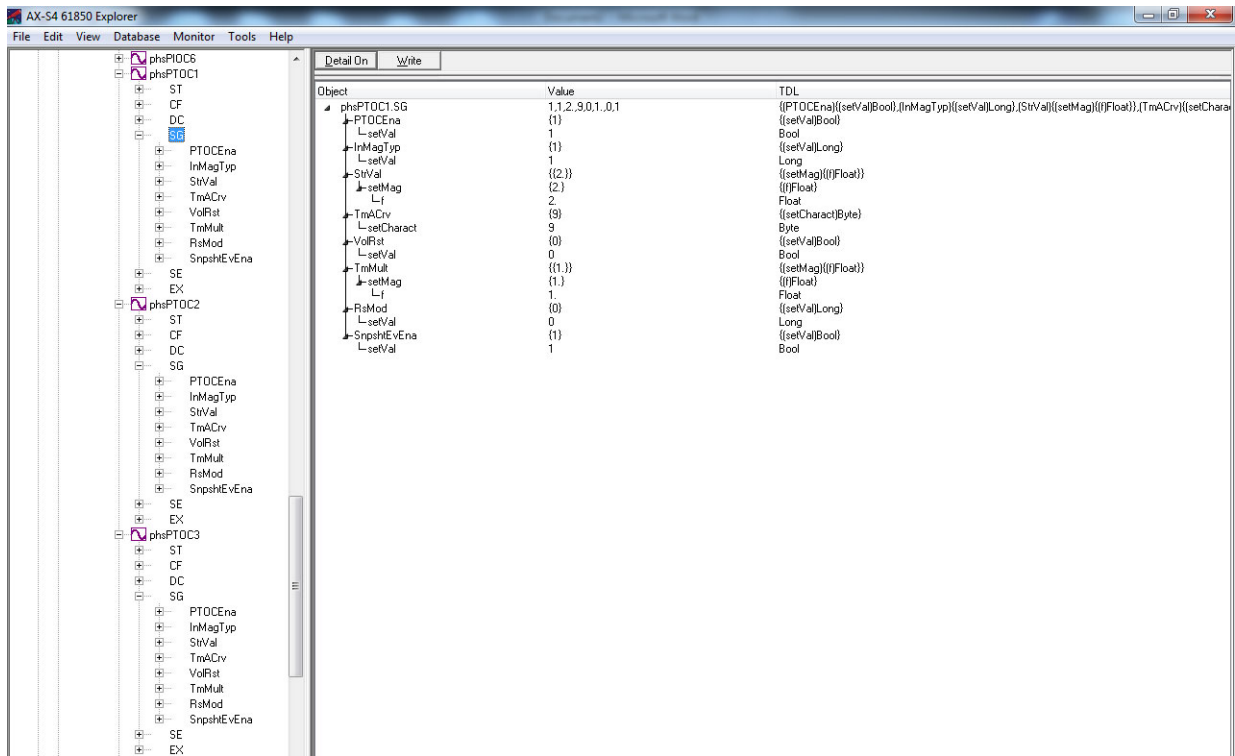 AX-S4 61850 Explorer
File Edit View Database Monitor Tools Help
phsPIOC6
phsPTOC1
ST
CF
DC
SG
PTOCEna
InMagTyp
StrVal
TmACrv
VolRst
TmMult
RsMod
SnpshtEvEna
SE
EX
phsPTOC2
ST
CF
DC
SG
PTOCEna
InMagTyp
StrVal
TmACrv
VolRst
TmMult
RsMod
SnpshtEvEna
SE
EX
phsPTOC3
ST
CF
DC
SG
PTOCEna
InMagTyp
StrVal
TmACrv
VolRst
TmMult
RsMod
SnpshtEvEna
SE
EX
Detail On Write
Object Value TDL
phsPTOC1.SG 1,1,2.,9,0,1.,0,1 {(PTOCEna){(setVal)Bool},(InMagTyp){(setVal)Long},(StrVal){(setMag){(f)Float}},(TmACrv){(setChara
PTOCEna {1} {(setVal)Bool}
setVal 1 Bool
InMagTyp {1} {(setVal)Long}
setVal 1 Long
StrVal {{2.}} {(setMag){(f)Float}}
setMag {2.} {(f)Float}
f 2. Float
TmACrv {9} {(setCharact)Byte}
setCharact 9 Byte
VolRst {0} {(setVal)Bool}
setVal 0 Bool
TmMult {{1.}} {(setMag){(f)Float}}
setMag {1.} {(f)Float}
f 1. Float
RsMod {0} {(setVal)Long}
setVal 0 Long
SnpshtEvEna {1} {(setVal)Bool}
setVal 1 Bool